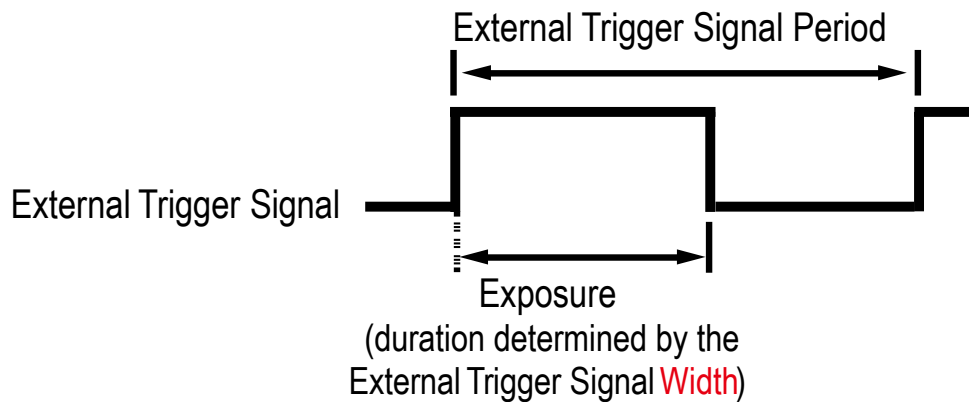 External Trigger Signal Period
External Trigger Signal
Exposure
(duration determined by the
External Trigger Signal Width)